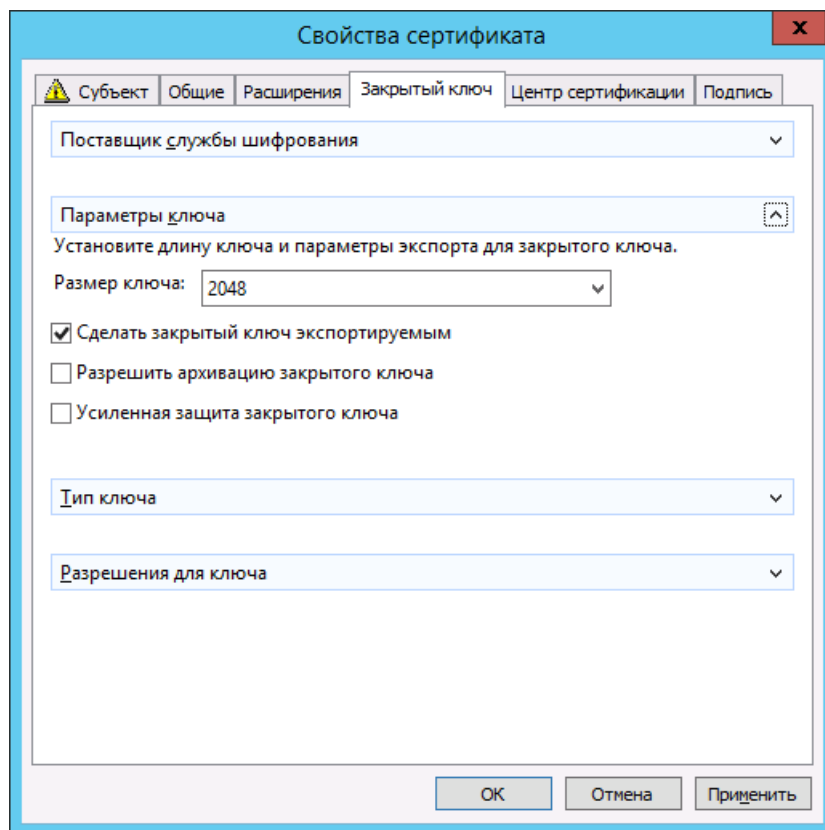 Свойства сертификата
x
Субъект Общие Расширения Закрытый ключ Центр сертификации Подпись
Поставщик службы шифрования
Параметры ключа
Установите длину ключа и параметры экспорта для закрытого ключа.
Размер ключа: 2048
Сделать закрытый ключ экспортируемым
Разрешить архивацию закрытого ключа
Усиленная защита закрытого ключа
Тип ключа
Разрешения для ключа
ОК Отмена Применить